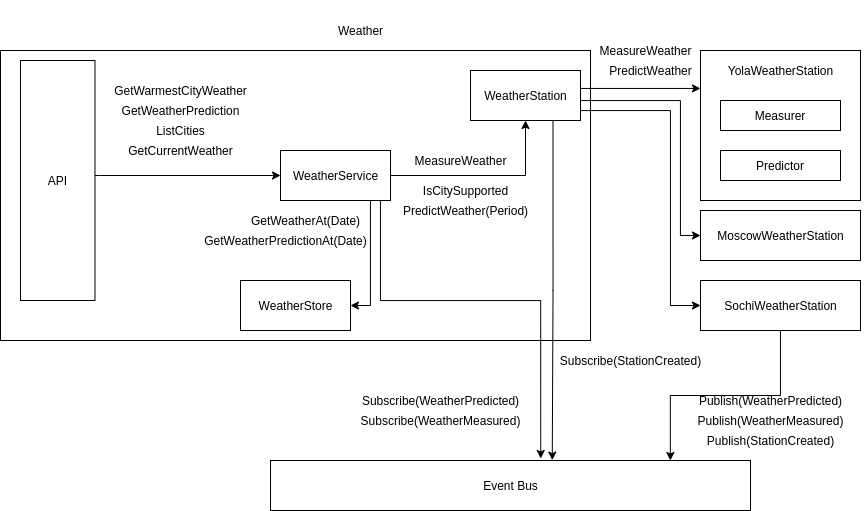 Weather
MeasureWeather
PredictWeather
YolaWeatherStation
Measurer
Predictor
WeatherStation
GetWarmestCityWeather
GetWeatherPrediction
ListCities
GetCurrentWeather
API
WeatherService
MeasureWeather
IsCitySupported
PredictWeather(Period)
GetWeatherAt(Date)
GetWeatherPredictionAt(Date)
MoscowWeatherStation
WeatherStore
SochiWeatherStation
Subscribe(StationCreated)
Subscribe(WeatherPredicted)
Subscribe(WeatherMeasured)
Publish(WeatherPredicted)
Publish(WeatherMeasured)
Publish(StationCreated)
Event Bus